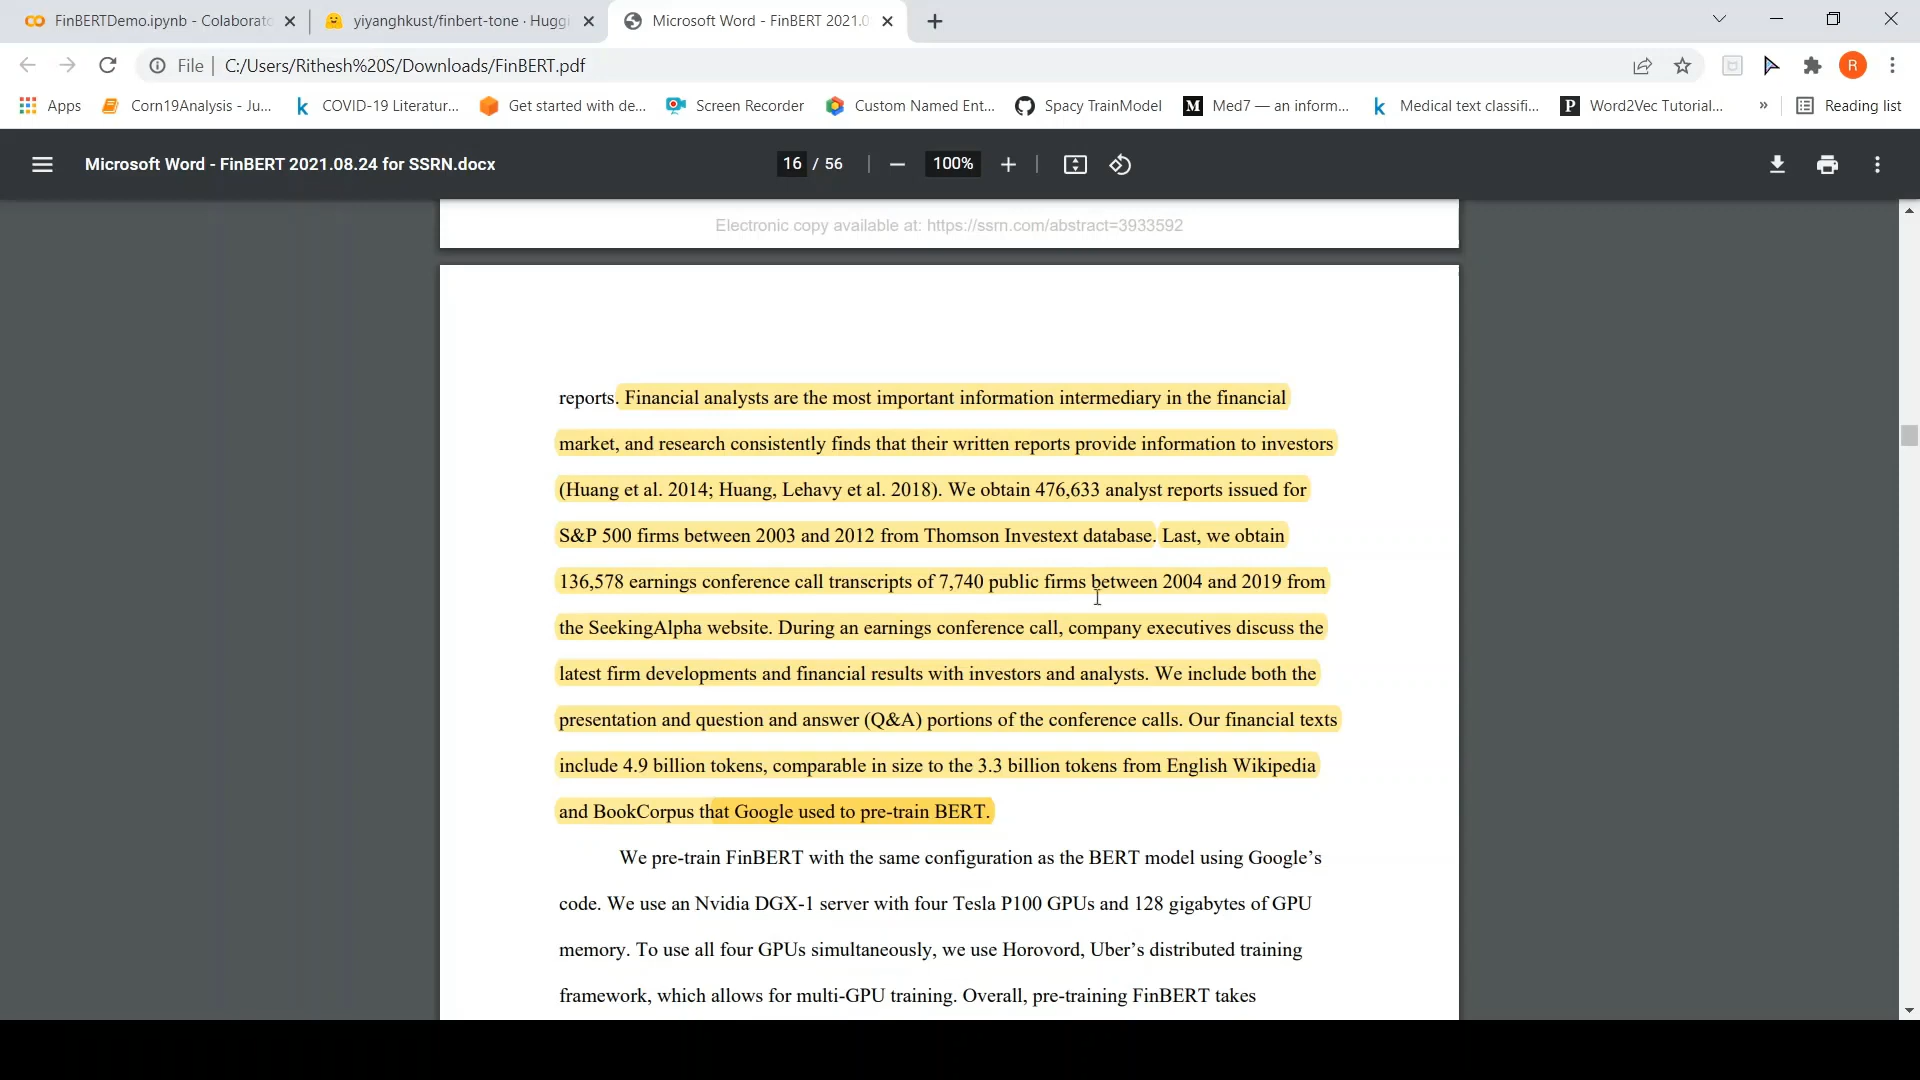 FinBERTDemo.ipynb - Colaborato
yiyanghkust/finbert-tone · Huggi
Microsoft Word - FinBERT 2021.0
File
C:/Users/Rithesh%20S/Downloads/FinBERT.pdf
R
Apps
Corn19Analysis - Ju...
COVID-19 Literatur...
Get started with de...
Screen Recorder
Custom Named Ent...
Spacy TrainModel
Med7 — an inform...
Medical text classifi...
Word2Vec Tutorial...
»
Reading list
Microsoft Word - FinBERT 2021.08.24 for SSRN.docx
16 / 56
100%
Electronic copy available at: https://ssrn.com/abstract=3933592
reports. Financial analysts are the most important information intermediary in the financial
market, and research consistently finds that their written reports provide information to investors
(Huang et al. 2014; Huang, Lehavy et al. 2018). We obtain 476,633 analyst reports issued for
S&P 500 firms between 2003 and 2012 from Thomson Investext database. Last, we obtain
136,578 earnings conference call transcripts of 7,740 public firms between 2004 and 2019 from
the SeekingAlpha website. During an earnings conference call, company executives discuss the
latest firm developments and financial results with investors and analysts. We include both the
presentation and question and answer (Q&A) portions of the conference calls. Our financial texts
include 4.9 billion tokens, comparable in size to the 3.3 billion tokens from English Wikipedia
and BookCorpus that Google used to pre-train BERT.
We pre-train FinBERT with the same configuration as the BERT model using Google's
code. We use an Nvidia DGX-1 server with four Tesla P100 GPUs and 128 gigabytes of GPU
memory. To use all four GPUs simultaneously, we use Horovord, Uber's distributed training
framework, which allows for multi-GPU training. Overall, pre-training FinBERT takes